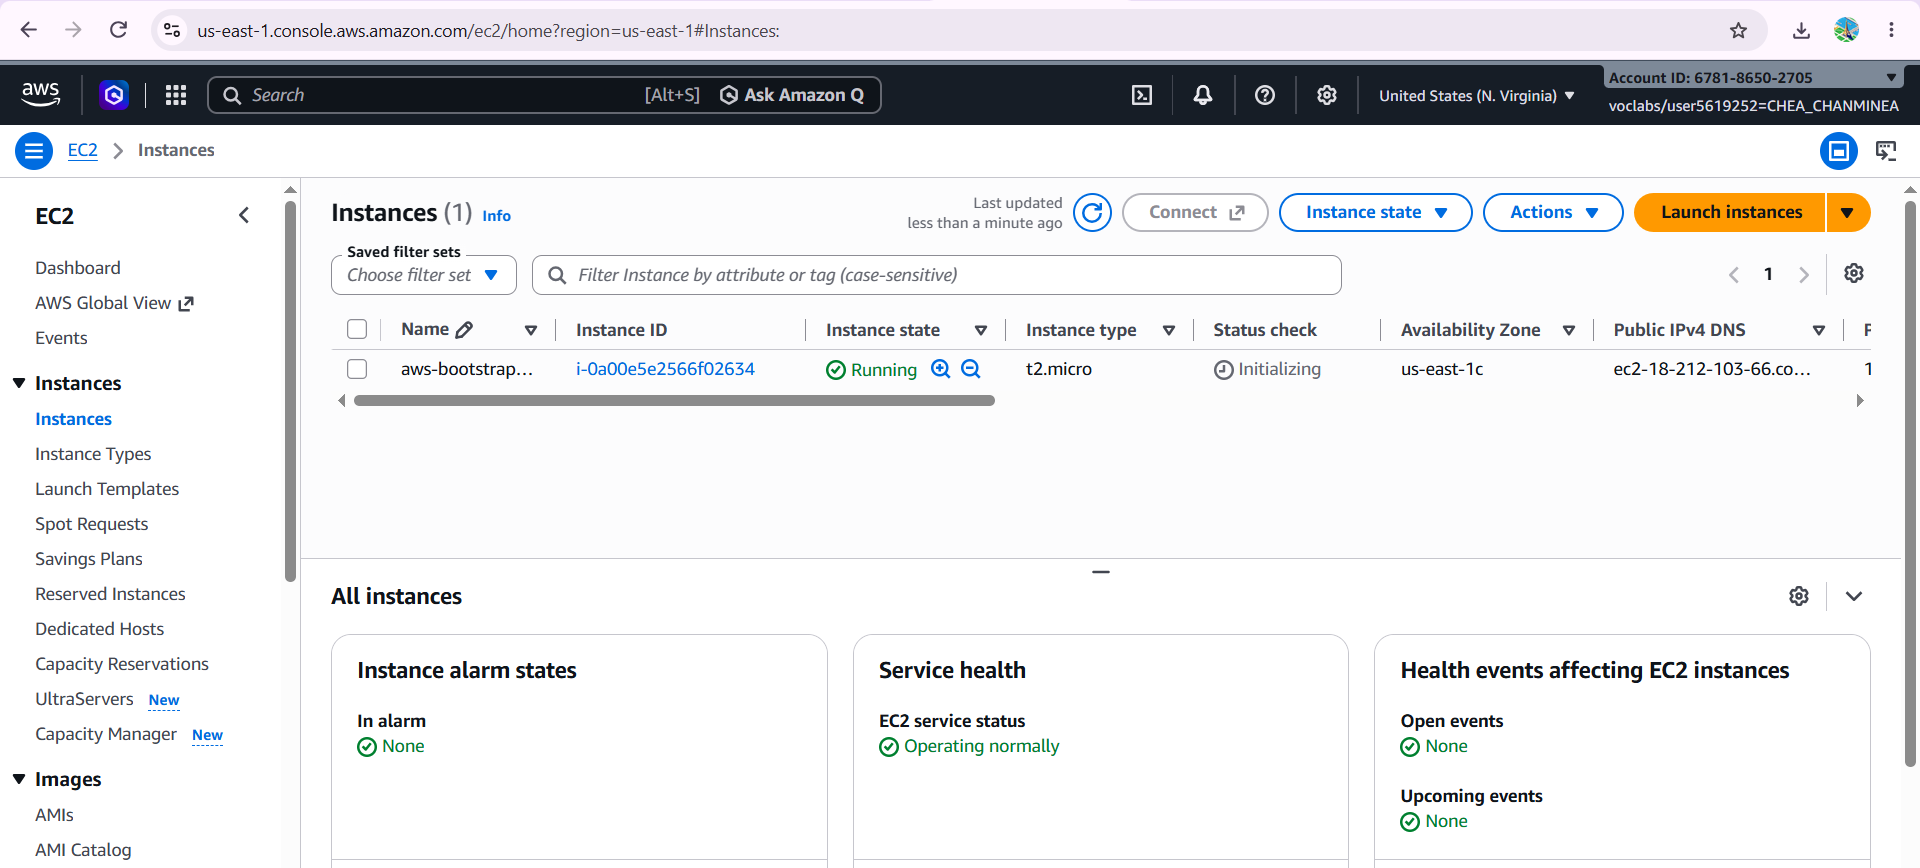 us-east-1.console.aws.amazon.com/ec2/home?region=us-east-1#Instances:
aws
Search [Alt+S] Ask Amazon Q
United States (N. Virginia)
Account ID: 6781-8650-2705
voclabs/user5619252=CHEA_CHANMINEA
EC2 Instances
EC2
Dashboard
AWS Global View
Events
Instances
Instances
Instance Types
Launch Templates
Spot Requests
Savings Plans
Reserved Instances
Dedicated Hosts
Capacity Reservations
UltraServers New
Capacity Manager New
Images
AMIs
AMI Catalog
Instances (1) Info
Last updated
less than a minute ago
Connect
Instance state
Actions
Launch instances
Saved filter sets
Choose filter set
Filter Instance by attribute or tag (case-sensitive)
1
Name Instance ID Instance state Instance type Status check Availability Zone Public IPv4 DNS
aws-bootstrap... i-0a00e5e2566f02634 Running t2.micro Initializing us-east-1c ec2-18-212-103-66.co... 1
All instances
Instance alarm states
In alarm
None
Service health
EC2 service status
Operating normally
Health events affecting EC2 instances
Open events
None
Upcoming events
None